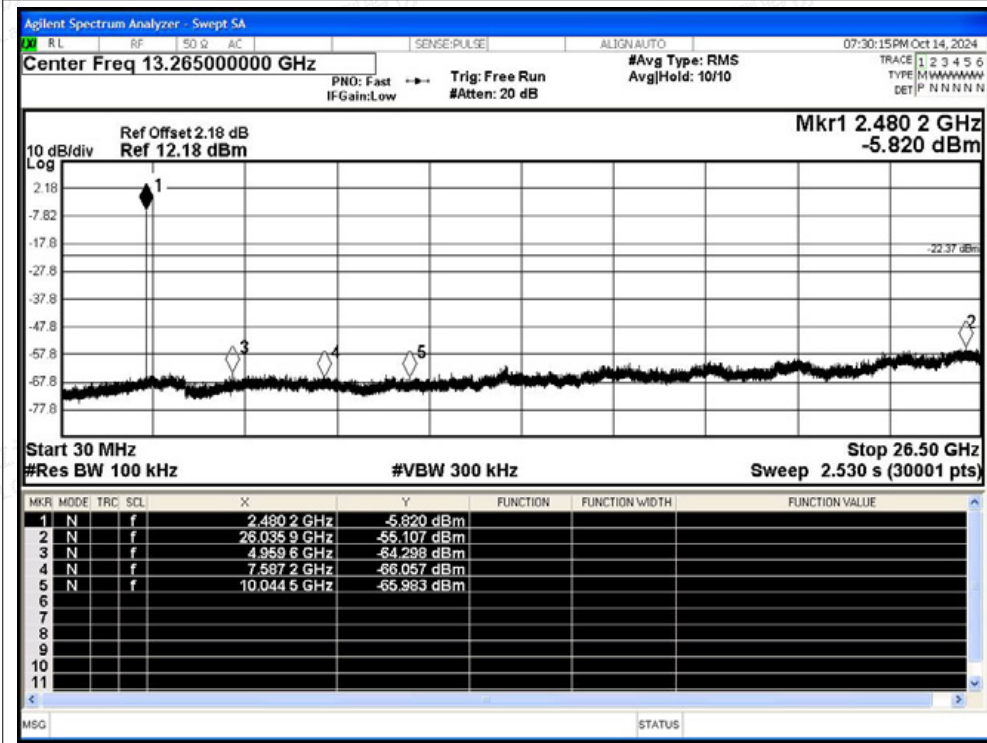 Agilent Spectrum Analyzer - Swept SA
LXI RL RF 50 Ω AC SENSE:PULSE ALIGNAUTO 07:30:15 PM Oct 14, 2024
Center Freq 13.265000000 GHz #Avg Type: RMS TRACE 1 2 3 4 5 6
PNO: Fast Trig: Free Run Avg|Hold: 10/10 TYPE MWWWWW
IFGain:Low #Atten: 20 dB DET P N N N N N
Mkr1 2.480 2 GHz
Ref Offset 2.18 dB
10 dB/div Ref 12.18 dBm -5.820 dBm
Log
2.18
1
-7.82
-17.8
-22.37 dBm
-27.8
-37.8
-47.8
2
3 4 5
-57.8
-67.8
-77.8
Start 30 MHz Stop 26.50 GHz
#Res BW 100 kHz #VBW 300 kHz Sweep 2.530 s (30001 pts)
MKR MODE TRC SCL X Y FUNCTION FUNCTION WIDTH FUNCTION VALUE
1 N f 2.480 2 GHz -5.820 dBm
2 N f 26.035 9 GHz -55.107 dBm
3 N f 4.959 6 GHz -64.298 dBm
4 N f 7.587 2 GHz -66.057 dBm
5 N f 10.044 5 GHz -65.983 dBm
6
7
8
9
10
11
MSG STATUS